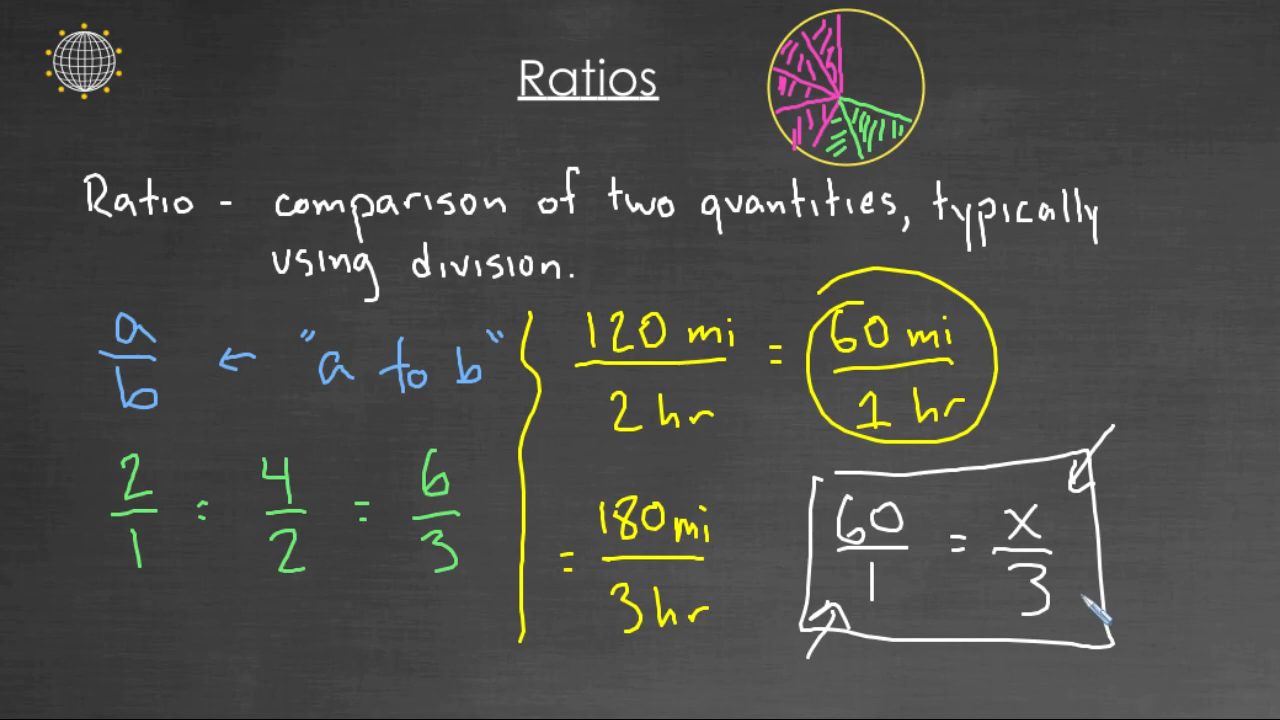 Ratios
Ratio - comparison of two quantities, typically
using division.
a/b ← "a to b"
2/1 = 4/2 = 6/3
120 mi/2 hr = 60 mi/1 hr
= 180 mi/3 hr
60/1 = x/3